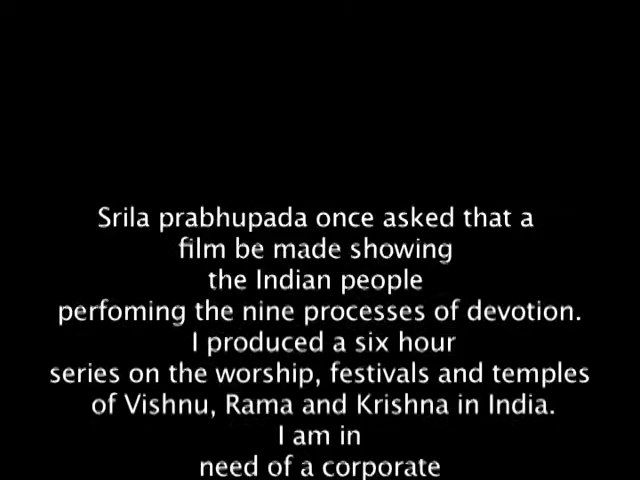 Srila prabhupada once asked that a
film be made showing
the Indian people
perfoming the nine processes of devotion.
I produced a six hour
series on the worship, festivals and temples
of Vishnu, Rama and Krishna in India.
I am in
need of a corporate